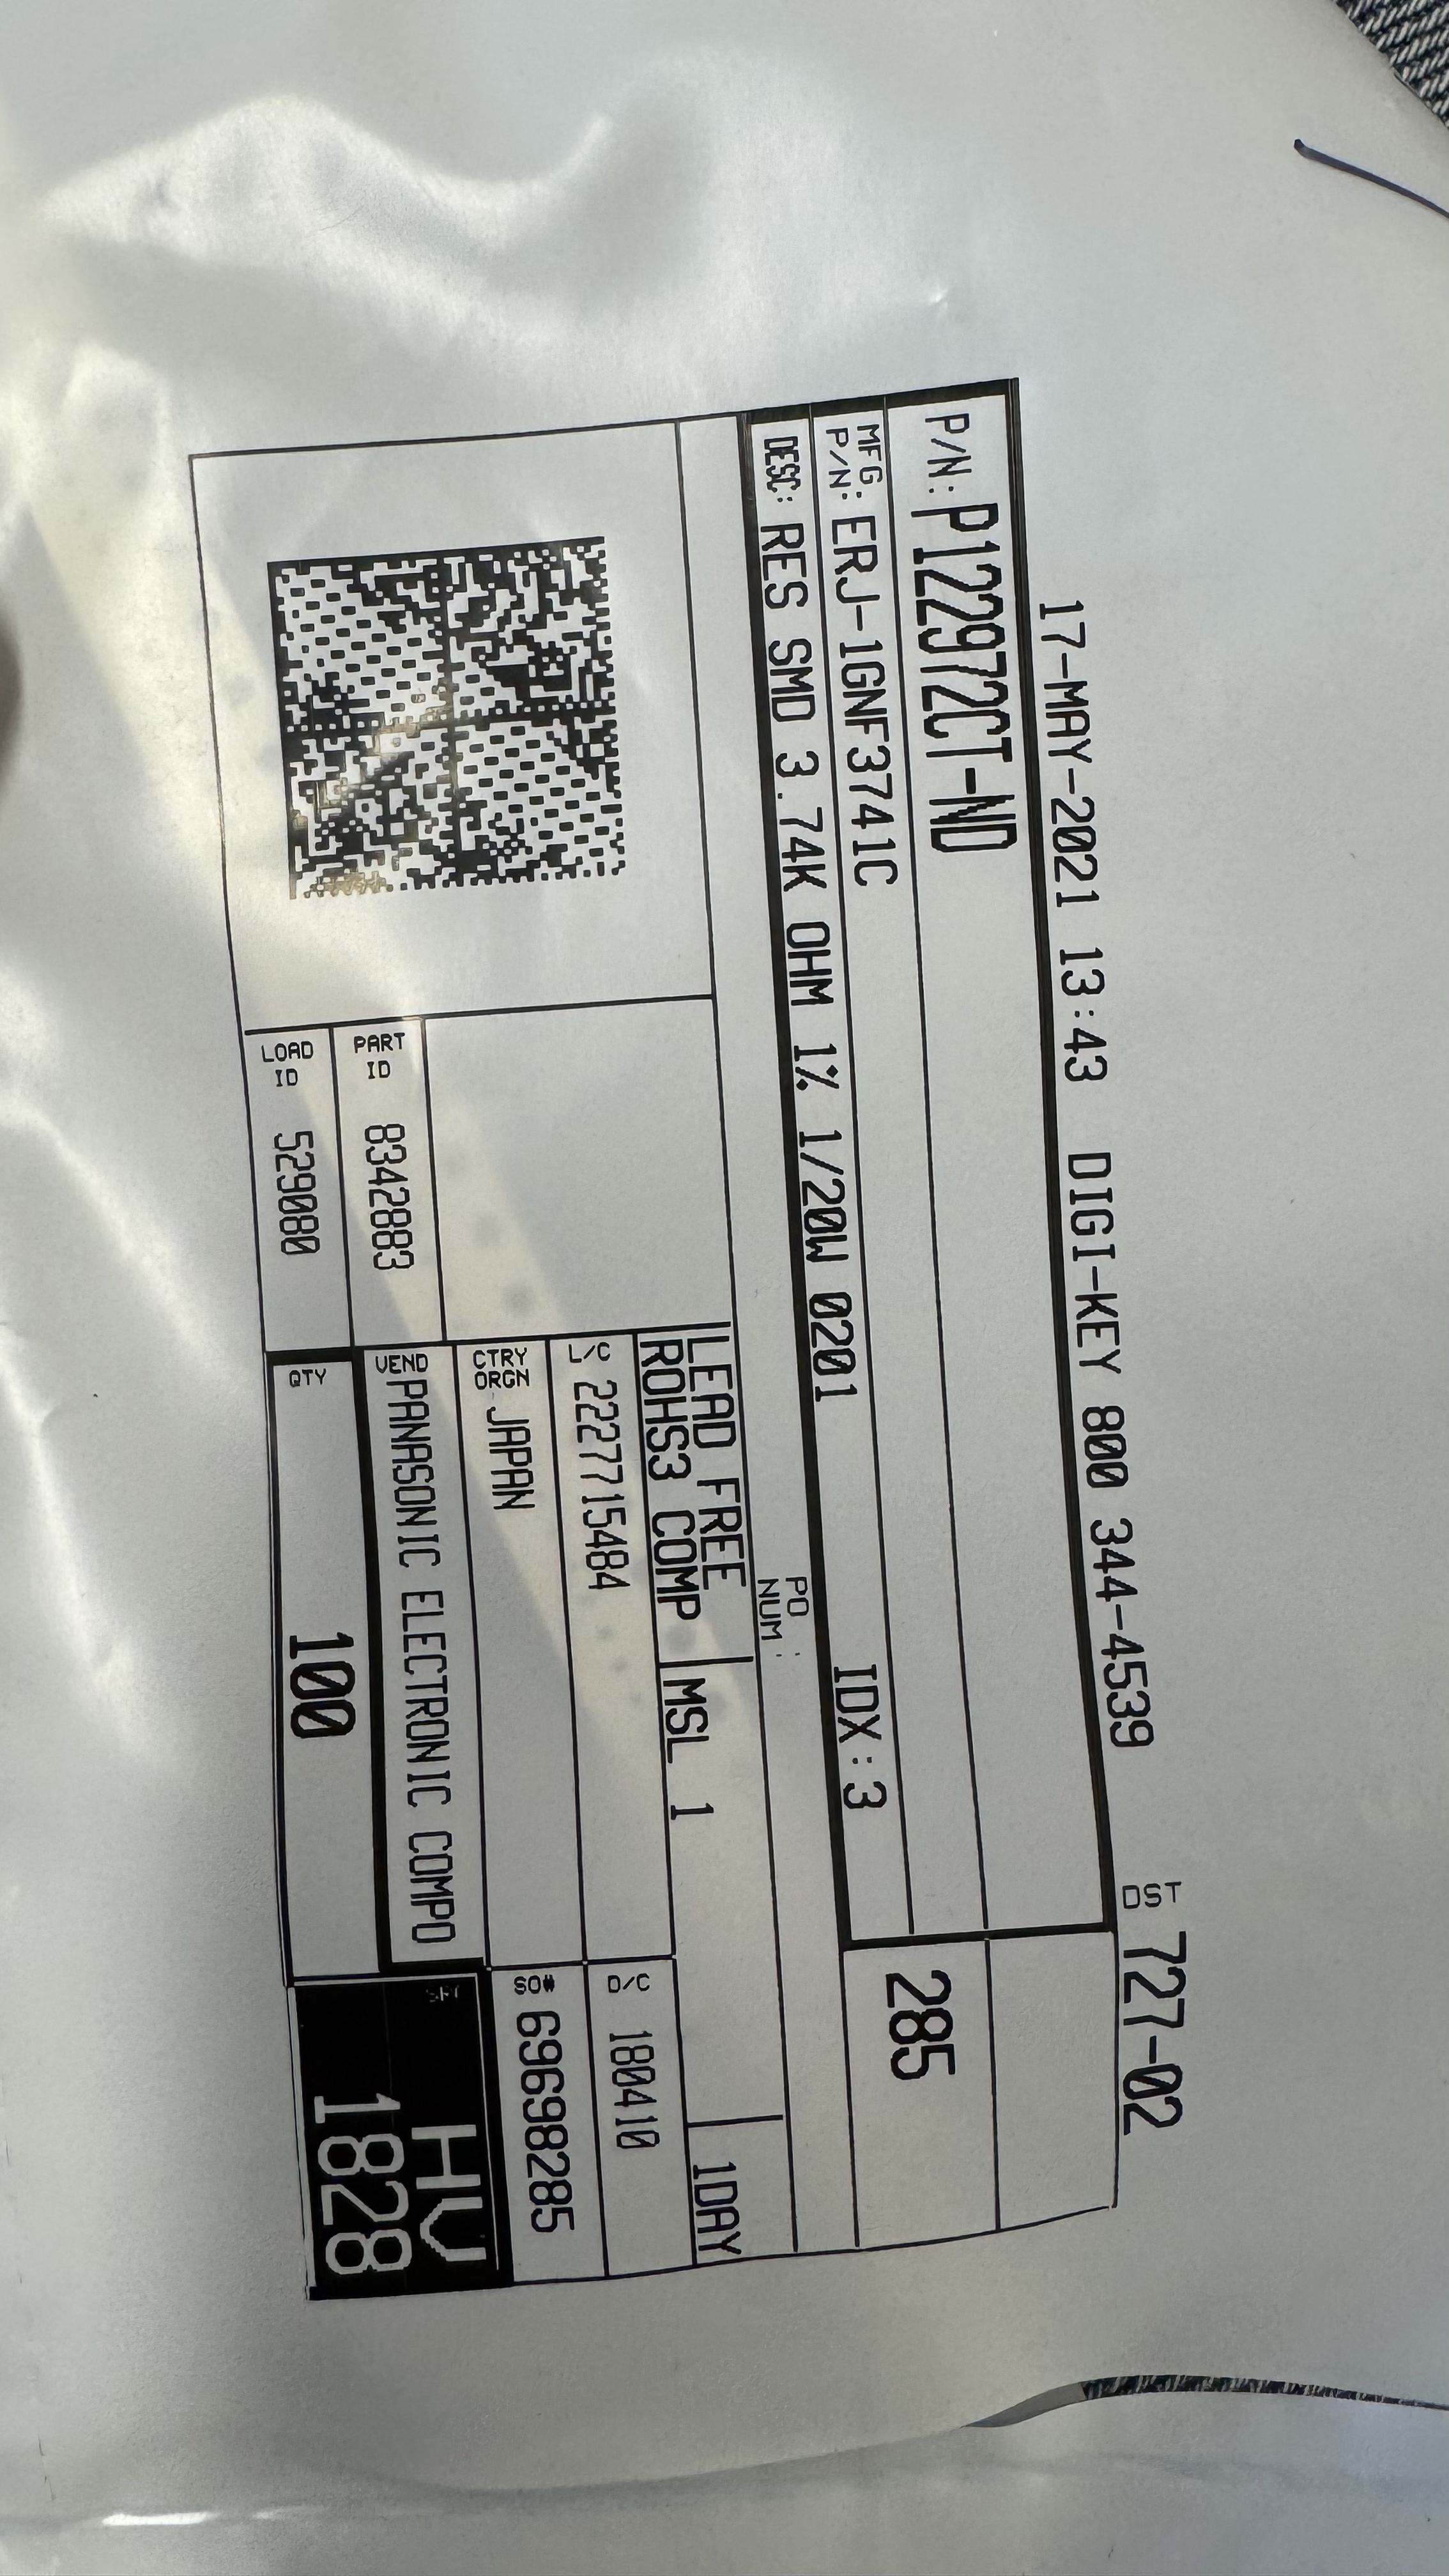 17-MAY-2021 13:43 DIGI-KEY 800 344-4539 DST 727-02
P/N: P122972CT-ND
MFG P/N: ERJ-1GNF3741C
285
DESC: RES SMD 3.74K OHM 1% 1/20W 0201 IDX:3
PO NUM:
LEAD FREE
ROHS3 COMP MSL 1 1DAY
L/C 2227715484 D/C 180410
CTRY ORGN JAPAN SO# 69698285
PART ID 8342883 VEND PANASONIC ELECTRONIC COMPO
LOAD ID 529080 QTY 100
HV
1828